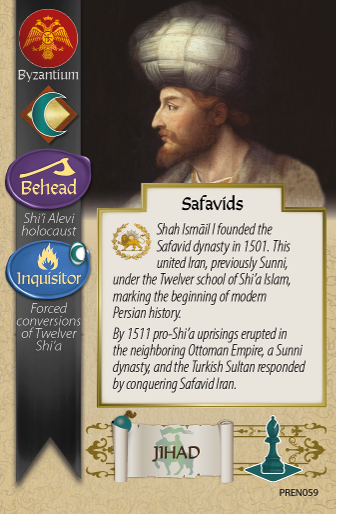 Byzantium
Behead
Shi'i Alevi
holocaust
Inquisitor
Forced
conversions
of Twelver
Shi'a
Safavids
Shah Ismāil I founded the
Safavid dynasty in 1501. This
united Iran, previously Sunni,
under the Twelver school of Shi'a Islam,
marking the beginning of modern
Persian history.
By 1511 pro-Shi'a uprisings erupted in
the neighboring Ottoman Empire, a Sunni
dynasty, and the Turkish Sultan responded
by conquering Safavid Iran.
JIHAD
PREN059